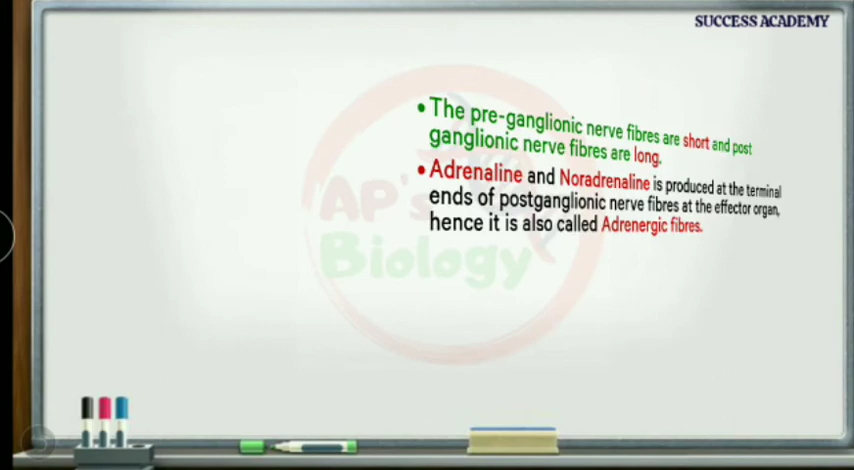 SUCCESS ACADEMY
• The pre-ganglionic nerve fibres are short and post
ganglionic nerve fibres are long.
• Adrenaline and Noradrenaline is produced at the terminal
ends of postganglionic nerve fibres at the effector organ,
hence it is also called Adrenergic fibres.
AP's
Biology